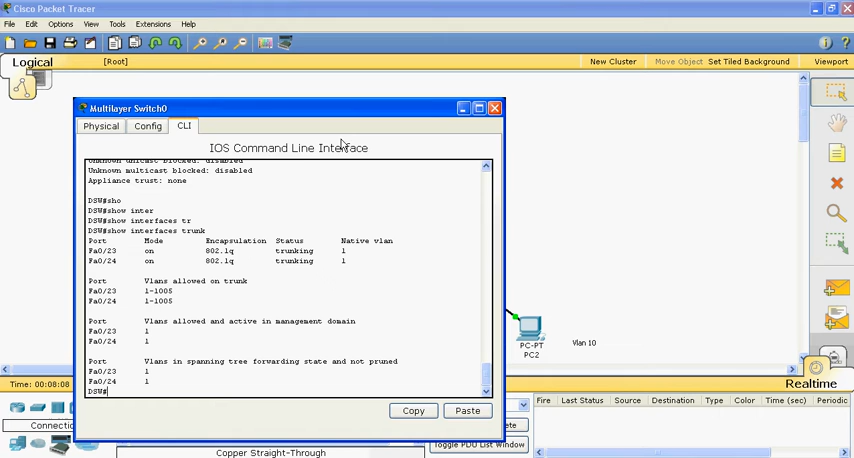 Cisco Packet Tracer
File Edit Options View Tools Extensions Help
Logical [Root] New Cluster Move Object Set Tiled Background Viewport
Multilayer Switch0
Physical Config CLI
IOS Command Line Interface
Unknown unicast blocked: disabled
Unknown multicast blocked: disabled
Appliance trust: none
DSW#sho
DSW#show inter
DSW#show interfaces tr
DSW#show interfaces trunk
Port Mode Encapsulation Status Native vlan
Fa0/23 on 802.1q trunking 1
Fa0/24 on 802.1q trunking 1
Port Vlans allowed on trunk
Fa0/23 1-1005
Fa0/24 1-1005
Port Vlans allowed and active in management domain
Fa0/23 1
Fa0/24 1
Port Vlans in spanning tree forwarding state and not pruned
Fa0/23 1
Fa0/24 1
DSW#
Copy Paste
PC-PT
PC2
Vlan 10
Time: 00:08:08
Realtime
Fire Last Status Source Destination Type Color Time (sec) Periodic
Connectio
Toggle PDU List Window
Copper Straight-Through